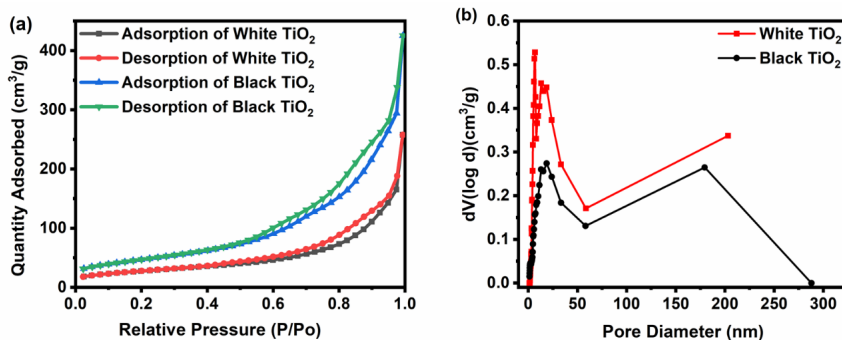 (a)
Adsorption of White TiO₂
Desorption of White TiO₂
Adsorption of Black TiO₂
Desorption of Black TiO₂
Quantity Adsorbed (cm³/g)
400
300
200
100
0
0.0 0.2 0.4 0.6 0.8 1.0
Relative Pressure (P/Po)
(b)
White TiO₂
Black TiO₂
dV(log d)(cm³/g)
0.6
0.5
0.4
0.3
0.2
0.1
0.0
0 50 100 150 200 250 300
Pore Diameter (nm)